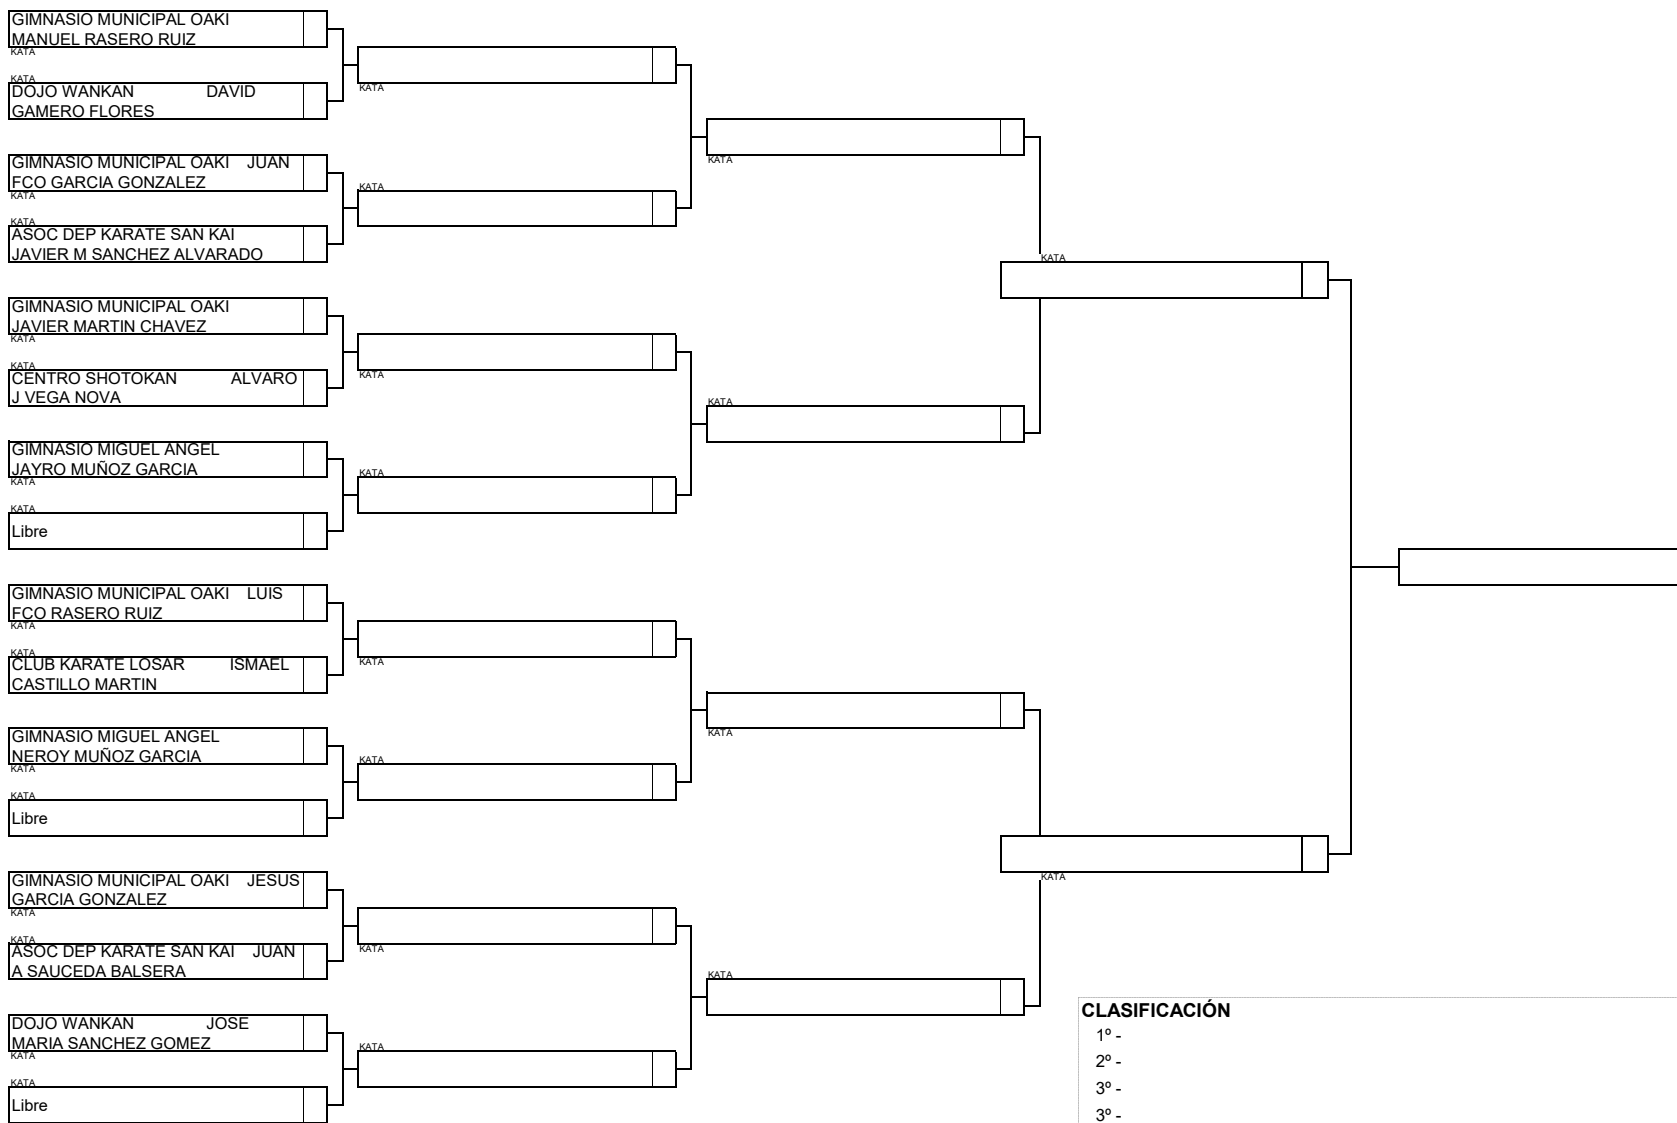 GIMNASIO MUNICIPAL OAKI
MANUEL RASERO RUIZ
KATA
KATA
DOJO WANKAN DAVID
GAMERO FLORES
GIMNASIO MUNICIPAL OAKI JUAN
FCO GARCIA GONZALEZ
KATA
KATA
ASOC DEP KARATE SAN KAI
JAVIER M SANCHEZ ALVARADO
GIMNASIO MUNICIPAL OAKI
JAVIER MARTIN CHAVEZ
KATA
KATA
CENTRO SHOTOKAN ALVARO
J VEGA NOVA
GIMNASIO MIGUEL ANGEL
JAYRO MUÑOZ GARCIA
KATA
KATA
Libre
GIMNASIO MUNICIPAL OAKI LUIS
FCO RASERO RUIZ
KATA
KATA
CLUB KARATE LOSAR ISMAEL
CASTILLO MARTIN
GIMNASIO MIGUEL ANGEL
NEROY MUÑOZ GARCIA
KATA
KATA
Libre
GIMNASIO MUNICIPAL OAKI JESUS
GARCIA GONZALEZ
KATA
KATA
ASOC DEP KARATE SAN KAI JUAN
A SAUCEDA BALSERA
DOJO WANKAN JOSE
MARIA SANCHEZ GOMEZ
KATA
KATA
Libre
KATA
KATA
KATA
KATA
KATA
KATA
KATA
KATA
KATA
KATA
KATA
KATA
KATA
KATA
CLASIFICACIÓN
1º -
2º -
3º -
3º -